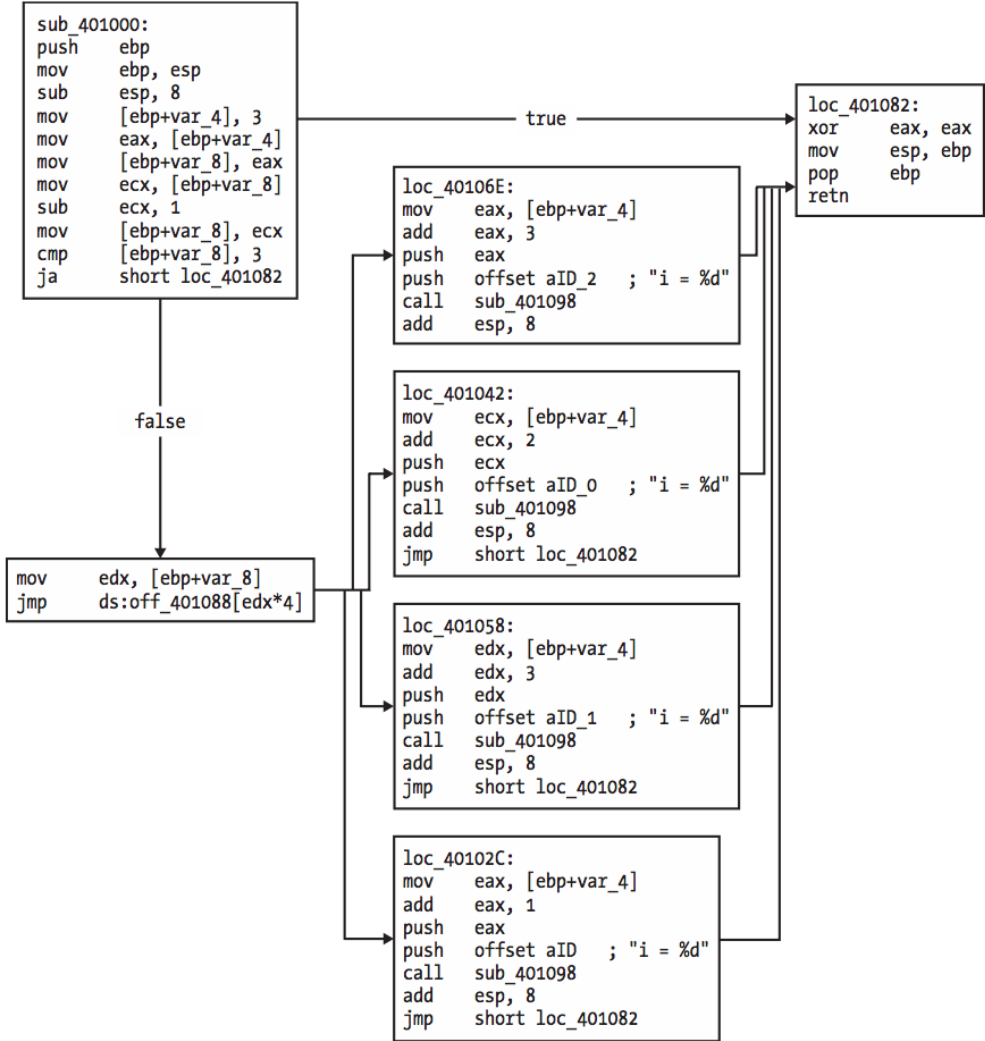 sub_401000:
push ebp
mov ebp, esp
sub esp, 8
mov [ebp+var_4], 3
mov eax, [ebp+var_4]
mov [ebp+var_8], eax
mov ecx, [ebp+var_8]
sub ecx, 1
mov [ebp+var_8], ecx
cmp [ebp+var_8], 3
ja short loc_401082
true
loc_401082:
xor eax, eax
mov esp, ebp
pop ebp
retn
false
mov edx, [ebp+var_8]
jmp ds:off_401088[edx*4]
loc_40106E:
mov eax, [ebp+var_4]
add eax, 3
push eax
push offset aID_2 ; "i = %d"
call sub_401098
add esp, 8
loc_401042:
mov ecx, [ebp+var_4]
add ecx, 2
push ecx
push offset aID_0 ; "i = %d"
call sub_401098
add esp, 8
jmp short loc_401082
loc_401058:
mov edx, [ebp+var_4]
add edx, 3
push edx
push offset aID_1 ; "i = %d"
call sub_401098
add esp, 8
jmp short loc_401082
loc_40102C:
mov eax, [ebp+var_4]
add eax, 1
push eax
push offset aID ; "i = %d"
call sub_401098
add esp, 8
jmp short loc_401082